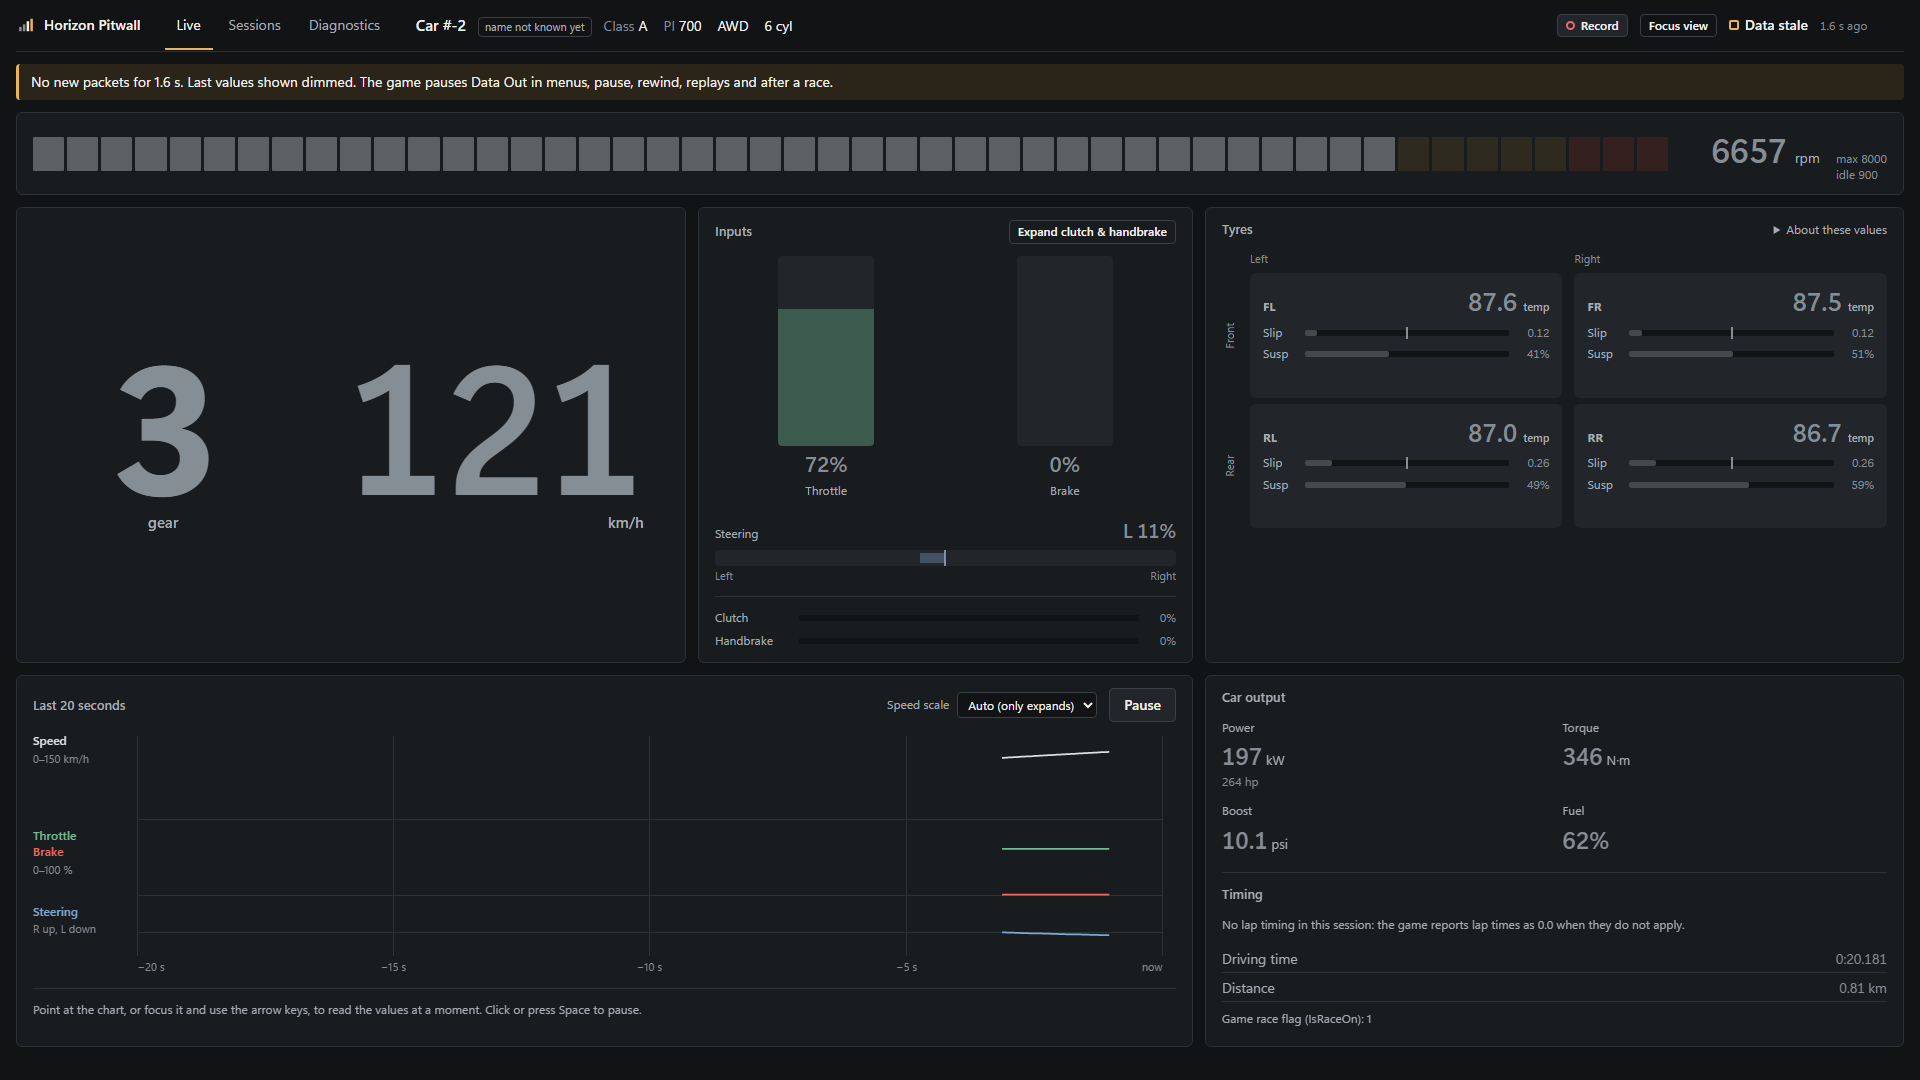 Horizon Pitwall
Live
Sessions
Diagnostics
Car #-2
name not known yet
Class A
PI 700
AWD
6 cyl
Record
Focus view
Data stale
1.6 s ago
No new packets for 1.6 s. Last values shown dimmed. The game pauses Data Out in menus, pause, rewind, replays and after a race.
6657 rpm
max 8000
idle 900
3
gear
121
km/h
Inputs
Expand clutch & handbrake
72%
Throttle
0%
Brake
Steering
L 11%
Left
Right
Clutch
0%
Handbrake
0%
Tyres
About these values
Left
Right
Front
FL
87.6 temp
Slip
0.12
Susp
41%
FR
87.5 temp
Slip
0.12
Susp
51%
Rear
RL
87.0 temp
Slip
0.26
Susp
49%
RR
86.7 temp
Slip
0.26
Susp
59%
Last 20 seconds
Speed scale
Auto (only expands)
Pause
Speed
0–150 km/h
Throttle
Brake
0–100 %
Steering
R up, L down
−20 s
−15 s
−10 s
−5 s
now
Point at the chart, or focus it and use the arrow keys, to read the values at a moment. Click or press Space to pause.
Car output
Power
197 kW
264 hp
Torque
346 N·m
Boost
10.1 psi
Fuel
62%
Timing
No lap timing in this session: the game reports lap times as 0.0 when they do not apply.
Driving time
0:20.181
Distance
0.81 km
Game race flag (IsRaceOn): 1